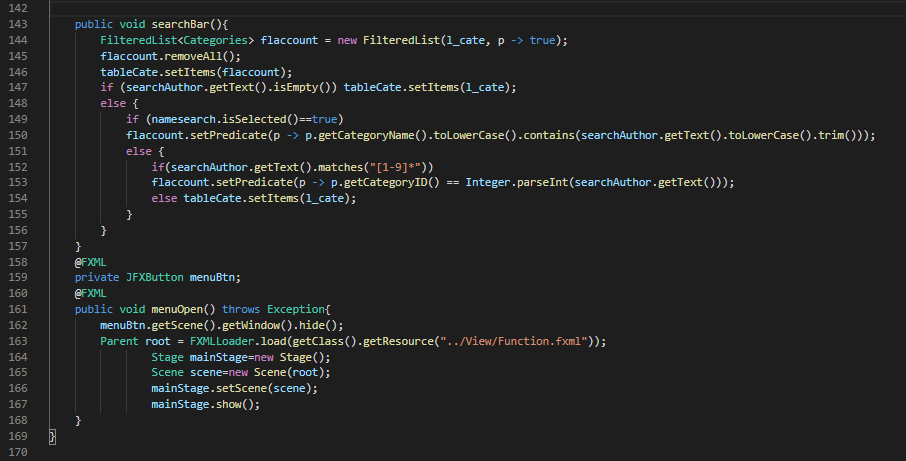 142
143 public void searchBar(){
144 FilteredList<Categories> flaccount = new FilteredList(l_cate, p -> true);
145 flaccount.removeAll();
146 tableCate.setItems(flaccount);
147 if (searchAuthor.getText().isEmpty()) tableCate.setItems(l_cate);
148 else {
149 if (namesearch.isSelected()==true)
150 flaccount.setPredicate(p -> p.getCategoryName().toLowerCase().contains(searchAuthor.getText().toLowerCase().trim()));
151 else {
152 if(searchAuthor.getText().matches("[1-9]*"))
153 flaccount.setPredicate(p -> p.getCategoryID() == Integer.parseInt(searchAuthor.getText()));
154 else tableCate.setItems(l_cate);
155 }
156 }
157 }
158 @FXML
159 private JFXButton menuBtn;
160 @FXML
161 public void menuOpen() throws Exception{
162 menuBtn.getScene().getWindow().hide();
163 Parent root = FXMLLoader.load(getClass().getResource("../View/Function.fxml"));
164 Stage mainStage=new Stage();
165 Scene scene=new Scene(root);
166 mainStage.setScene(scene);
167 mainStage.show();
168 }
169 }
170